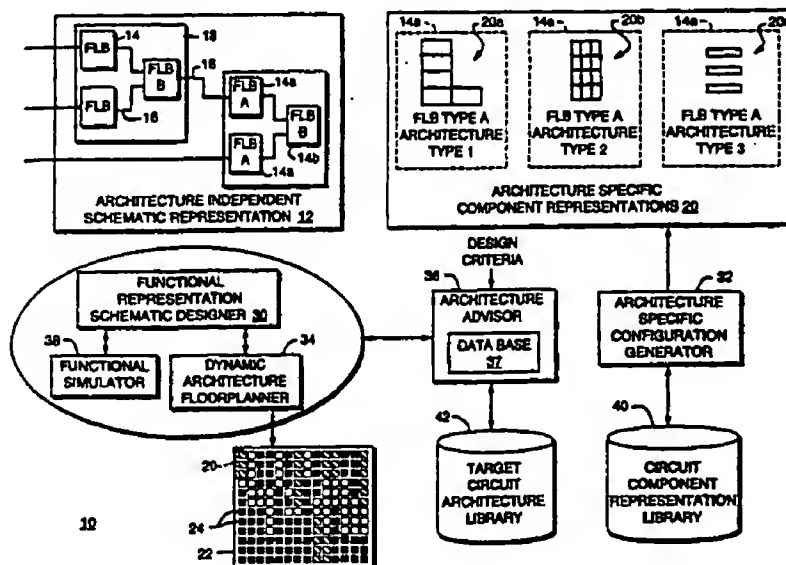 14
18
FLB
FLB
B
16
FLB
16
14a
FLB
A
FLB
B
14b
FLB
A
14a
ARCHITECTURE INDEPENDENT
SCHEMATIC REPRESENTATION 12
14a
20a
FLB TYPE A
ARCHITECTURE
TYPE 1
14a
20b
FLB TYPE A
ARCHITECTURE
TYPE 2
14a
FLB TYPE A
ARCHITECTURE
TYPE 3
ARCHITECTURE SPECIFIC
COMPONENT REPRESENTATIONS 20
FUNCTIONAL
REPRESENTATION
SCHEMATIC DESIGNER 30
38
FUNCTIONAL
SIMULATOR
34
DYNAMIC
ARCHITECTURE
FLOORPLANNER
DESIGN
CRITERIA
36
ARCHITECTURE
ADVISOR
DATA BASE
37
32
ARCHITECTURE
SPECIFIC
CONFIGURATION
GENERATOR
42
TARGET
CIRCUIT
ARCHITECTURE
LIBRARY
40
CIRCUIT
COMPONENT
REPRESENTATION
LIBRARY
20
24
22
10